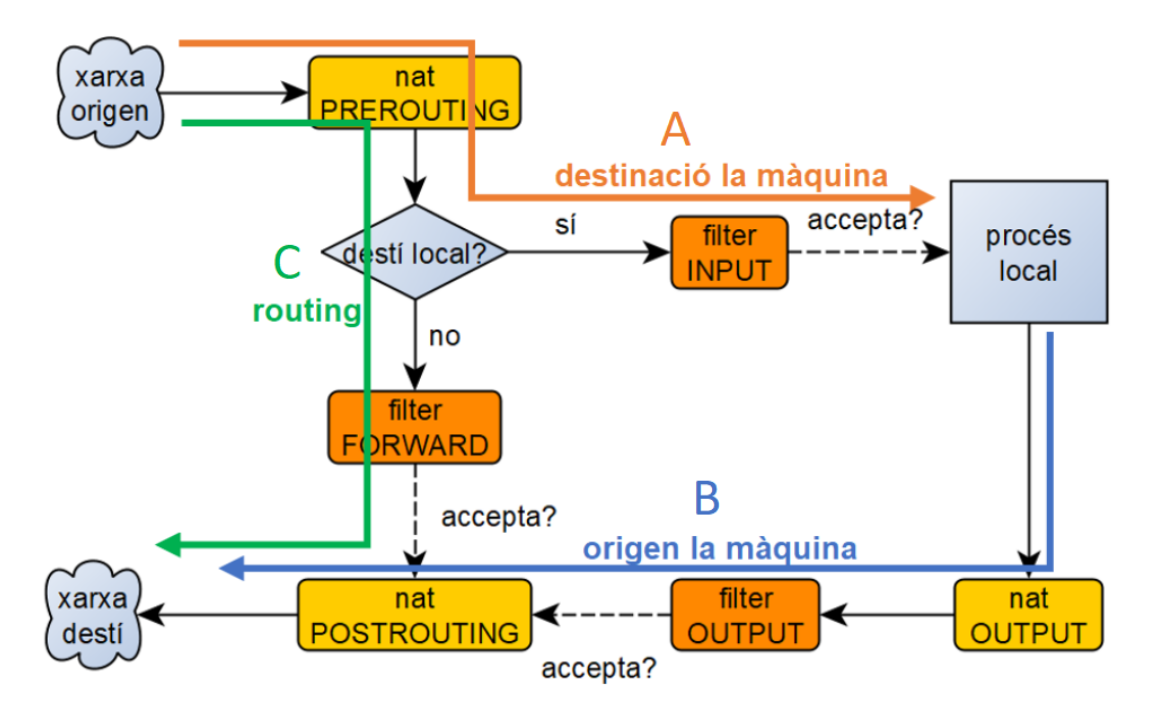 xarxa
origen
nat
PREROUTING
A
destinació la màquina
sí
accepta?
filter
INPUT
procés
local
destí local?
C
routing
no
filter
FORWARD
accepta?
B
origen la màquina
xarxa
destí
nat
POSTROUTING
filter
OUTPUT
nat
OUTPUT
accepta?